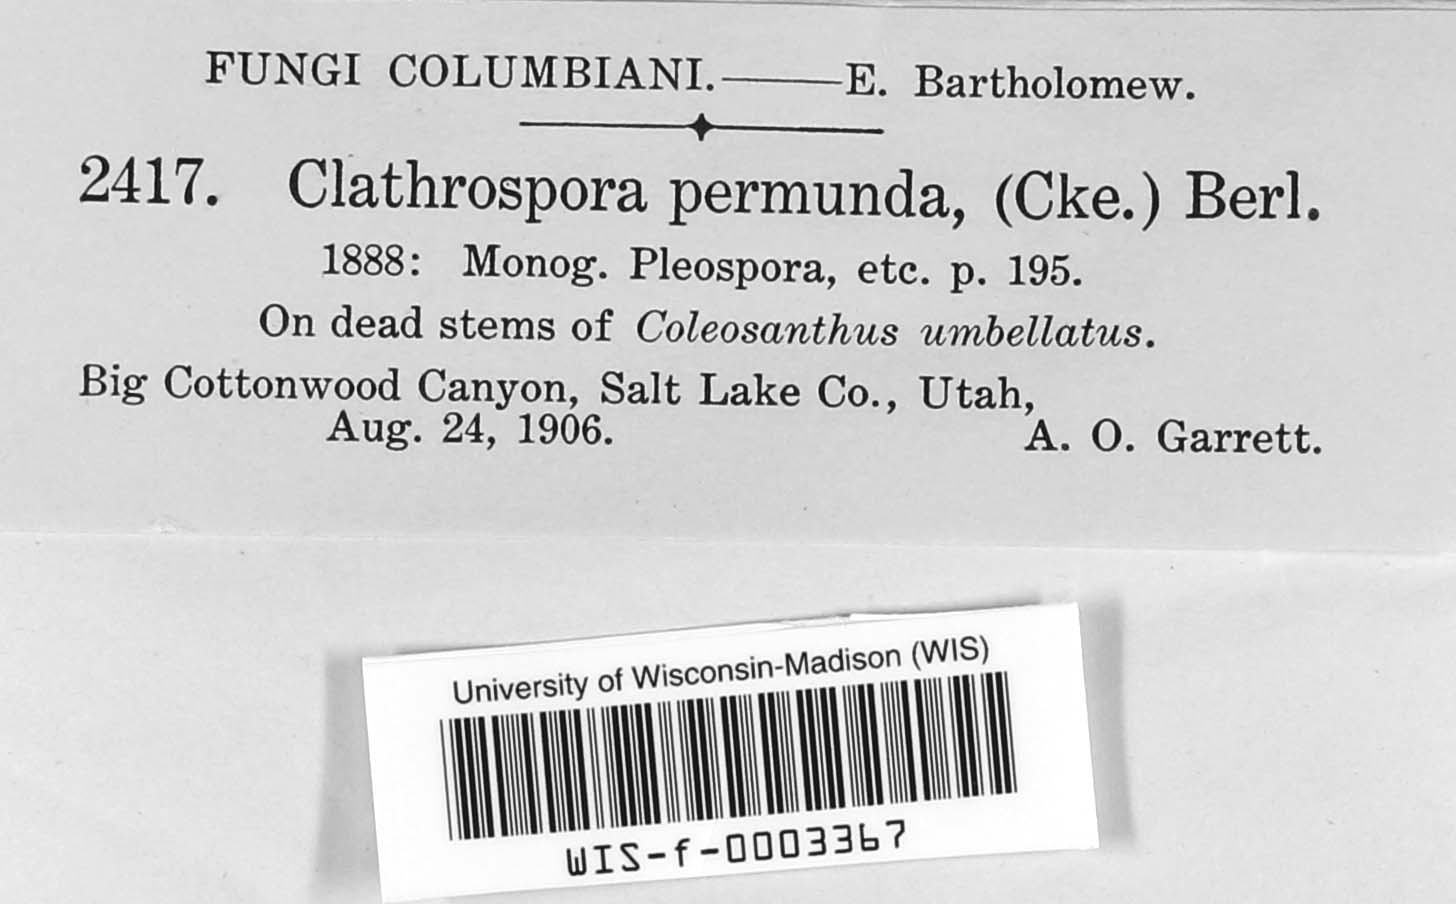 FUNGI COLUMBIANI.——E. Bartholomew.
2417. Clathrospora permunda, (Cke.) Berl.
1888: Monog. Pleospora, etc. p. 195.
On dead stems of Coleosanthus umbellatus.
Big Cottonwood Canyon, Salt Lake Co., Utah,
Aug. 24, 1906. A. O. Garrett.
University of Wisconsin-Madison (WIS)
WIS-f-0003367